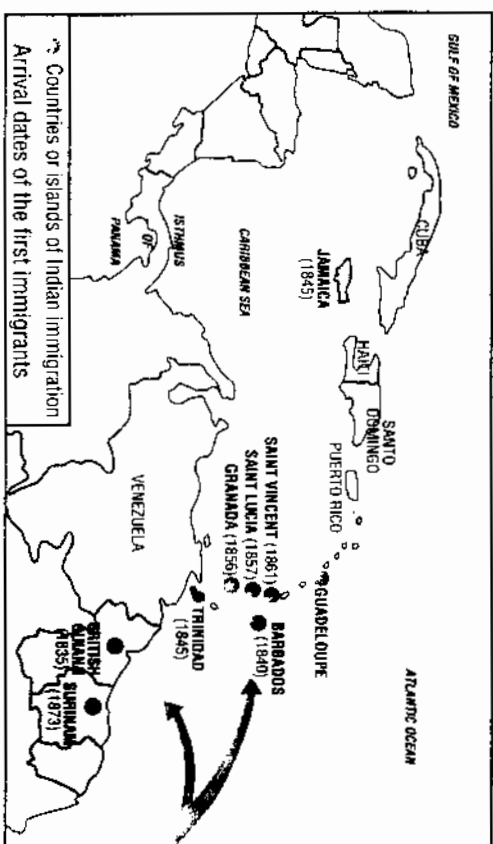 GULF OF MEXICO
CUBA
JAMAICA
(1845)
HAITI
SANTO
DOMINGO
PUERTO RICO
GUADELOUPE
ATLANTIC OCEAN
CARIBBEAN SEA
ISTHMUS
OF
PANAMA
SAINT VINCENT (1861)
SAINT LUCIA (1857)
GRANADA (1856)
BARBADOS
(1840)
TRINIDAD
(1845)
VENEZUELA
BRITISH
GUIANA
(1835)
SURINAM
(1873)
Countries or islands of Indian immigration
Arrival dates of the first immigrants